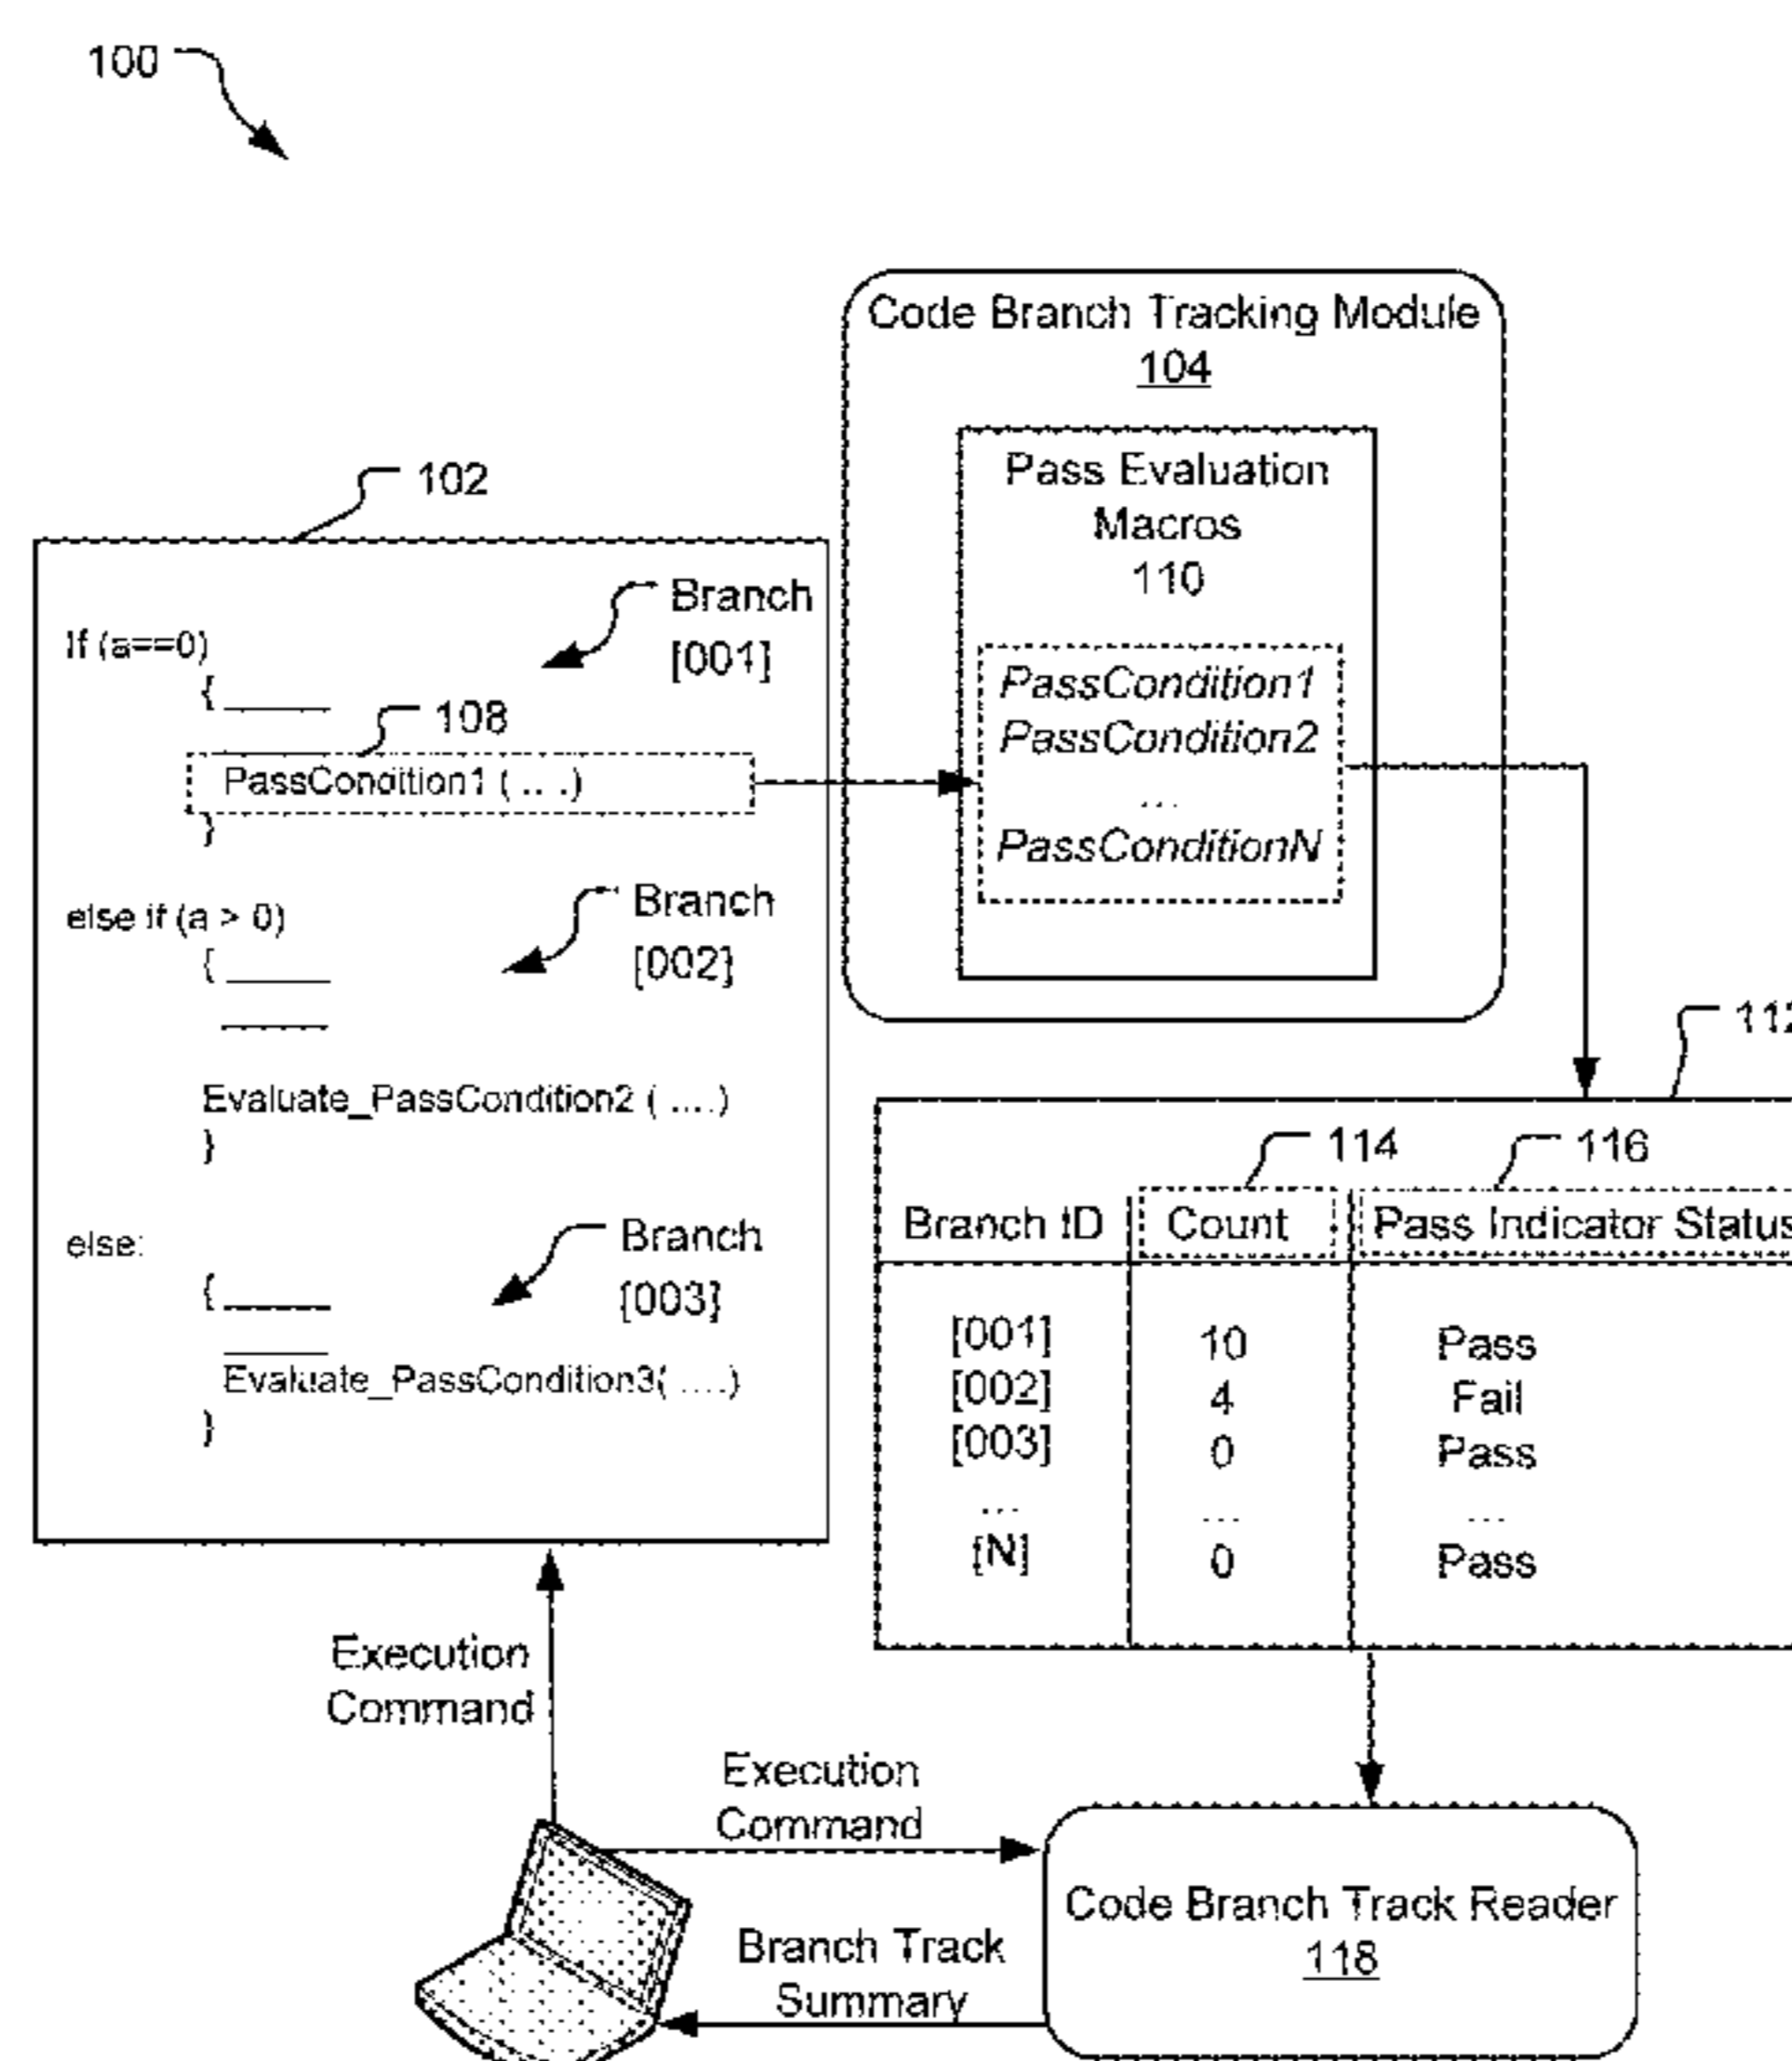 100
Code Branch Tracking Module
104
Pass Evaluation
Macros
110
PassCondition1
PassCondition2
...
PassConditionN
102
Branch
[001]
If (a==0)
{
108
PassCondition1 ( .. .)
}
Branch
[002]
else if (a > 0)
{
Evaluate_PassCondition2 ( ....)
}
Branch
[003]
else:
{
Evaluate_PassCondition3( ....)
}
114
116
Branch ID Count Pass Indicator Status
[001] 10 Pass
[002] 4 Fail
[003] 0 Pass
... ... ...
[N] 0 Pass
Execution
Command
Execution
Command
Code Branch Track Reader
118
Branch Track
Summary